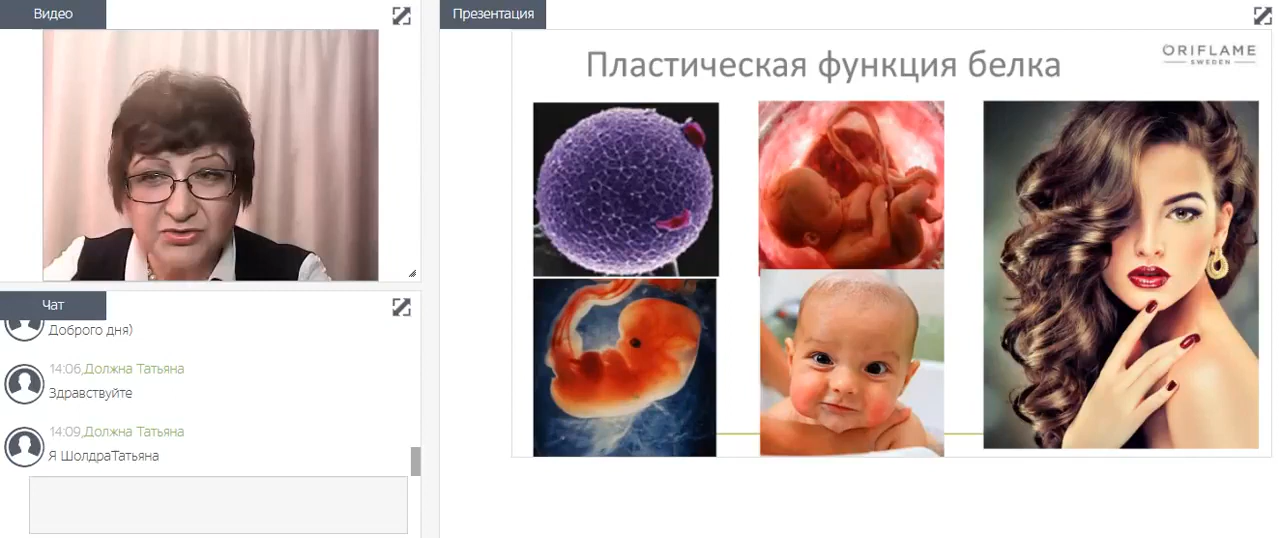 Видео
Презентация
Пластическая функция белка
ORIFLAME
SWEDEN
Чат
Доброго дня)
14:06,Должна Татьяна
Здравствуйте
14:09,Должна Татьяна
Я ШолдраТатьяна